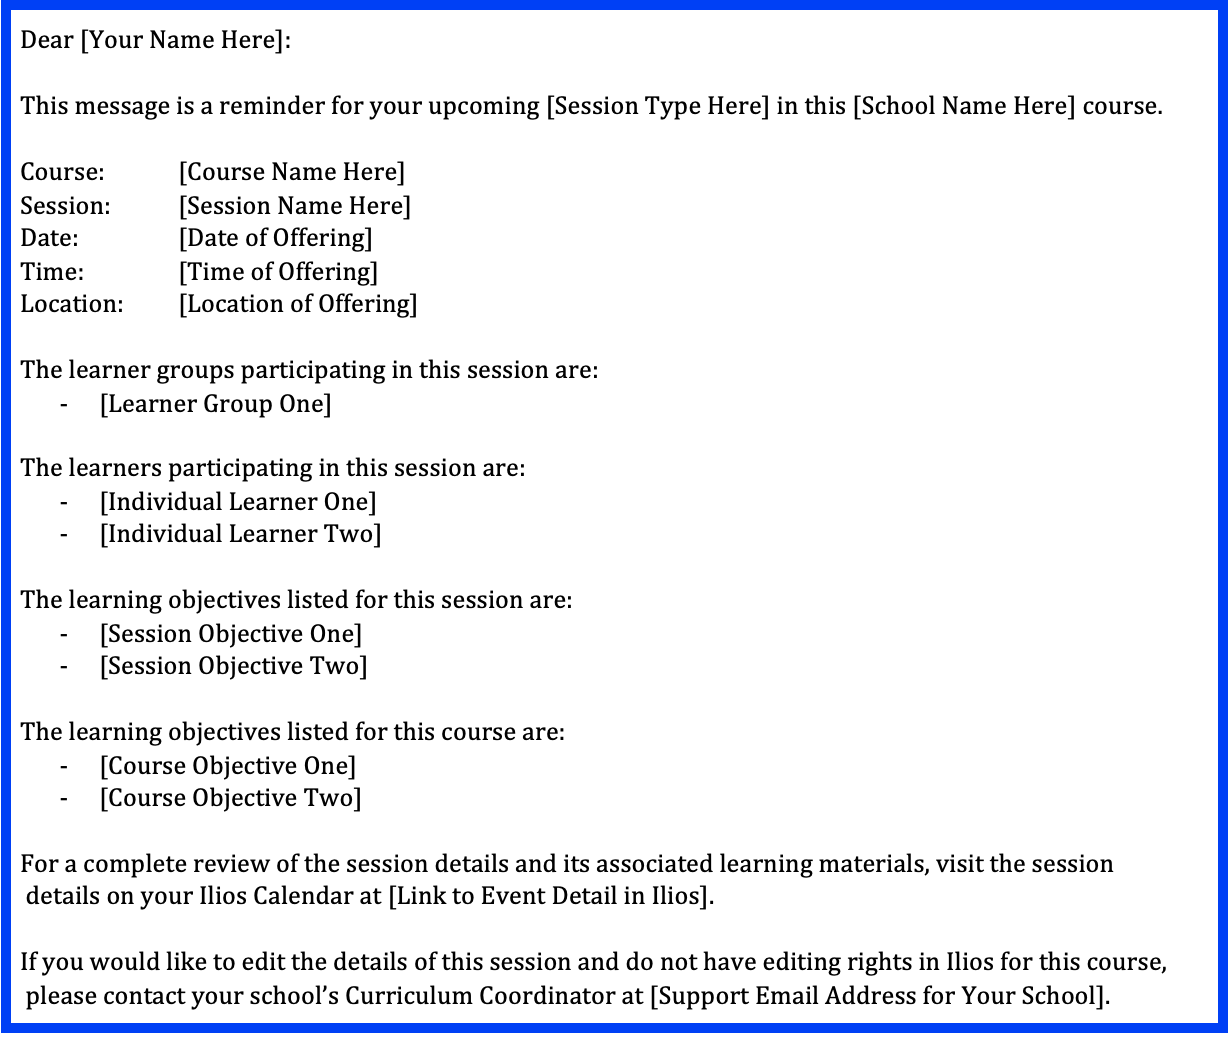 Dear [Your Name Here]:
This message is a reminder for your upcoming [Session Type Here] in this [School Name Here] course.
Course: [Course Name Here]
Session: [Session Name Here]
Date: [Date of Offering]
Time: [Time of Offering]
Location: [Location of Offering]
The learner groups participating in this session are:
- [Learner Group One]
The learners participating in this session are:
- [Individual Learner One]
- [Individual Learner Two]
The learning objectives listed for this session are:
- [Session Objective One]
- [Session Objective Two]
The learning objectives listed for this course are:
- [Course Objective One]
- [Course Objective Two]
For a complete review of the session details and its associated learning materials, visit the session
details on your Ilios Calendar at [Link to Event Detail in Ilios].
If you would like to edit the details of this session and do not have editing rights in Ilios for this course,
please contact your school’s Curriculum Coordinator at [Support Email Address for Your School].